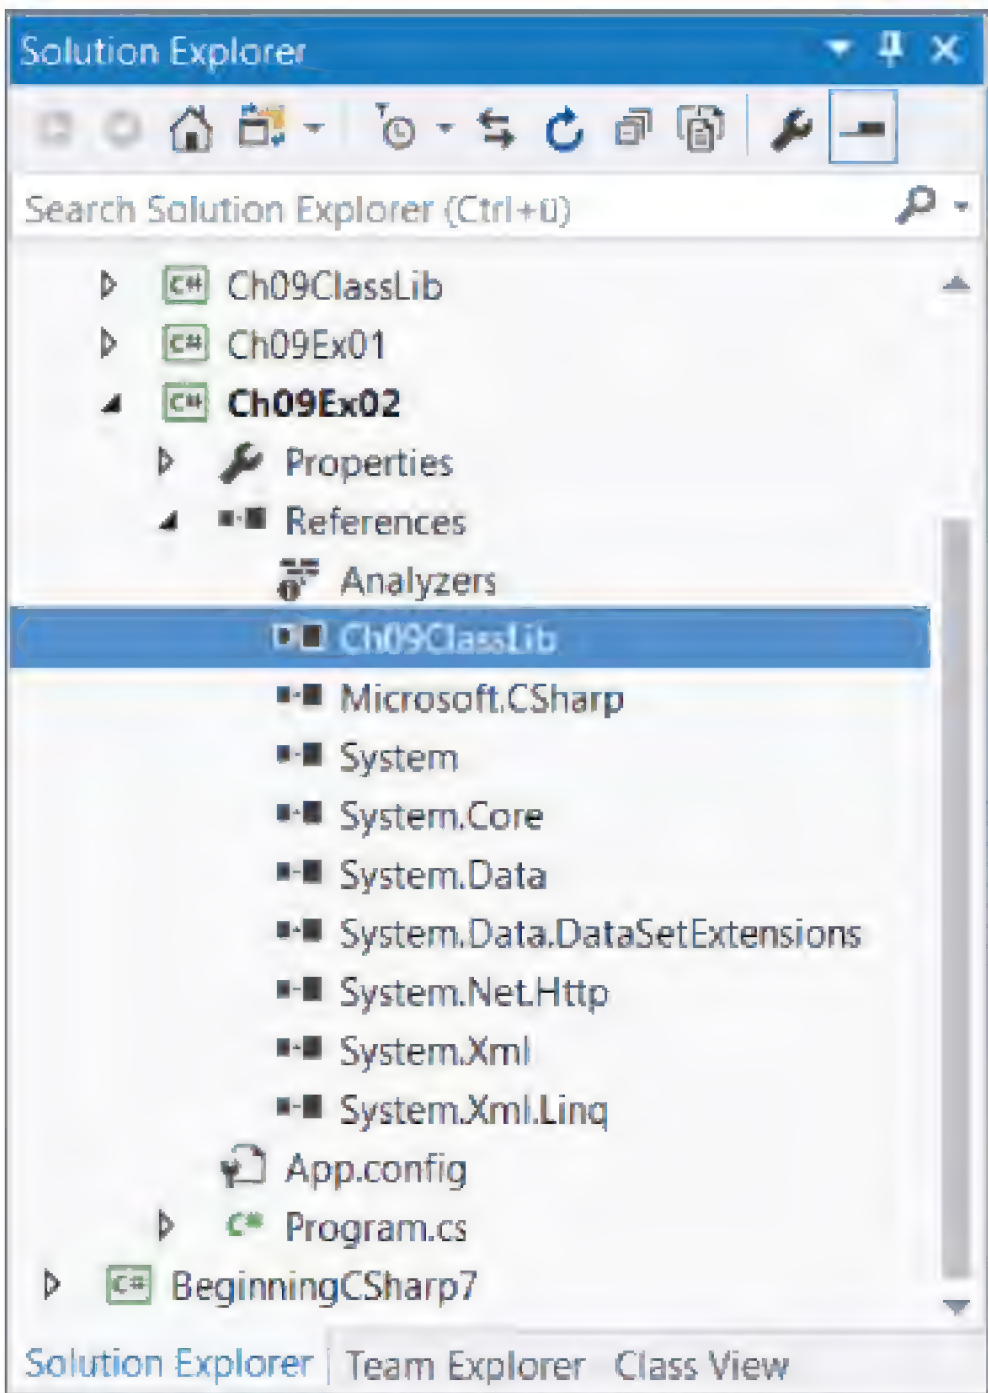 Solution Explorer
Search Solution Explorer (Ctrl+ü)
C# Ch09ClassLib
C# Ch09Ex01
C# Ch09Ex02
Properties
References
Analyzers
Ch09ClassLib
Microsoft.CSharp
System
System.Core
System.Data
System.Data.DataSetExtensions
System.Net.Http
System.Xml
System.Xml.Linq
App.config
C# Program.cs
C# BeginningCSharp7
Solution Explorer Team Explorer Class View